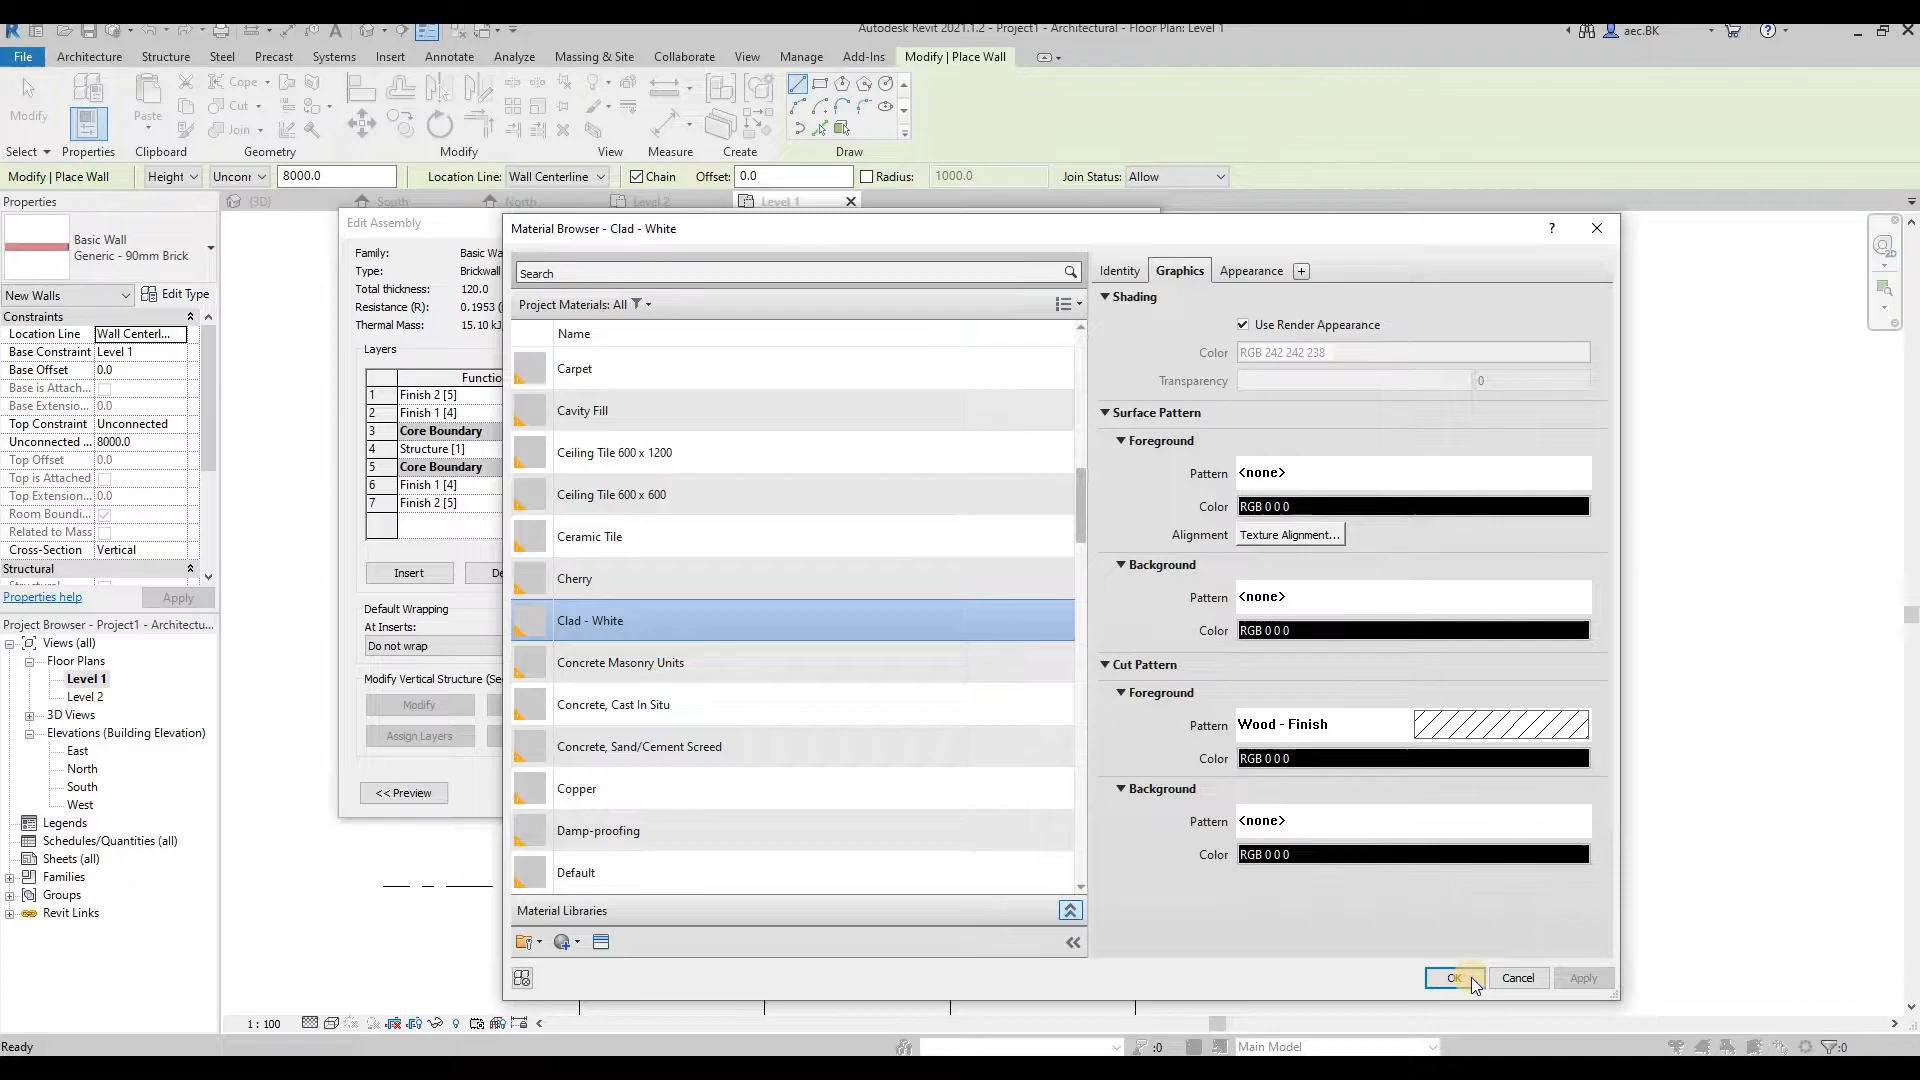 Autodesk Revit 2021.1.2 - Project1 - Architectural - Floor Plan: Level 1
aec.BK
File Architecture Structure Steel Precast Systems Insert Annotate Analyze Massing & Site Collaborate View Manage Add-Ins Modify | Place Wall
Cope
Cut
Join
Modify
Paste
Select Properties Clipboard Geometry Modify View Measure Create Draw
Modify | Place Wall Height Unconr 8000.0 Location Line: Wall Centerline Chain Offset: 0.0 Radius: 1000.0 Join Status: Allow
Properties
(3D) South North Level 2 Level 1
Basic Wall
Generic - 90mm Brick
New Walls Edit Type
Constraints
Location Line Wall Centerl...
Base Constraint Level 1
Base Offset 0.0
Base is Attach...
Base Extensio... 0.0
Top Constraint Unconnected
Unconnected ... 8000.0
Top Offset 0.0
Top is Attached
Top Extension... 0.0
Room Boundi...
Related to Mass
Cross-Section Vertical
Structural
Properties help Apply
Project Browser - Project1 - Architectu...
Views (all)
Floor Plans
Level 1
Level 2
3D Views
Elevations (Building Elevation)
East
North
South
West
Legends
Schedules/Quantities (all)
Sheets (all)
Families
Groups
Revit Links
Edit Assembly
Family: Basic Wa
Type: Brickwall
Total thickness: 120.0
Resistance (R): 0.1953 (
Thermal Mass: 15.10 kJ
Layers
Functio
1 Finish 2 [5]
2 Finish 1 [4]
3 Core Boundary
4 Structure [1]
5 Core Boundary
6 Finish 1 [4]
7 Finish 2 [5]
Insert De
Default Wrapping
At Inserts:
Do not wrap
Modify Vertical Structure (Se
Modify
Assign Layers
<< Preview
Material Browser - Clad - White
?
Search
Project Materials: All
Name
Carpet
Cavity Fill
Ceiling Tile 600 x 1200
Ceiling Tile 600 x 600
Ceramic Tile
Cherry
Clad - White
Concrete Masonry Units
Concrete, Cast In Situ
Concrete, Sand/Cement Screed
Copper
Damp-proofing
Default
Material Libraries
Identity Graphics Appearance
Shading
Use Render Appearance
Color RGB 242 242 238
Transparency 0
Surface Pattern
Foreground
Pattern <none>
Color RGB 0 0 0
Alignment Texture Alignment...
Background
Pattern <none>
Color RGB 0 0 0
Cut Pattern
Foreground
Pattern Wood - Finish
Color RGB 0 0 0
Background
Pattern <none>
Color RGB 0 0 0
OK Cancel Apply
1 : 100
Ready :0 Main Model :0